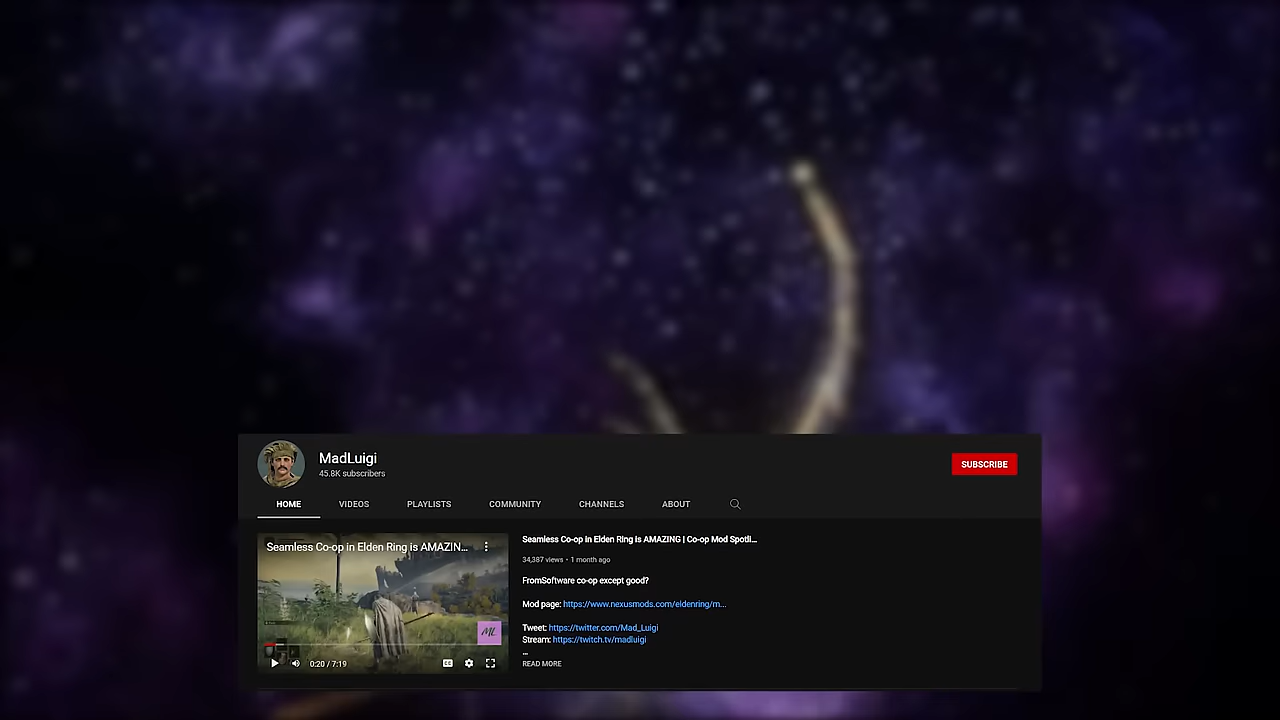 MadLuigi
45.8K subscribers
SUBSCRIBE
HOME VIDEOS PLAYLISTS COMMUNITY CHANNELS ABOUT
Seamless Co-op in Elden Ring is AMAZIN...
ML
0:20 / 7:19
Seamless Co-op in Elden Ring is AMAZING | Co-op Mod Spotli...
34,387 views • 1 month ago
FromSoftware co-op except good?
Mod page: https://www.nexusmods.com/eldenring/m...
Tweet: https://twitter.com/Mad_Luigi
Stream: https://twitch.tv/madluigi
...
READ MORE